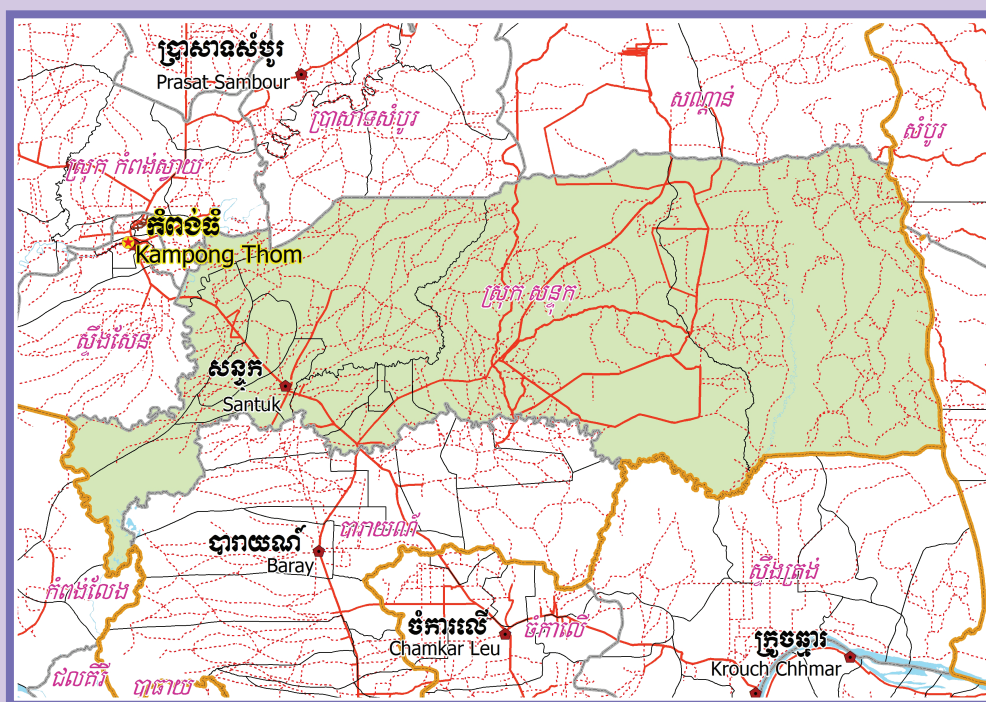 ប្រាសាទសំបូរ
Prasat Sambour
ប្រាសាទសំបូរ
សណ្ដាន់
សំបូរ
ស្រុក កំពង់ស្វាយ
កំពង់ធំ
Kampong Thom
ស្រុក សន្ទុក
ស្ទឹងសែន
សន្ទុក
Santuk
បារាយណ៍
បារាយណ៍
Baray
កំពង់លែង
ស្ទឹងត្រង់
ចំការលើ
ចំកាលើ
Chamkar Leu
ក្រូចឆ្មារ
Krouch Chhmar
ជលគីរី
បាធាយ